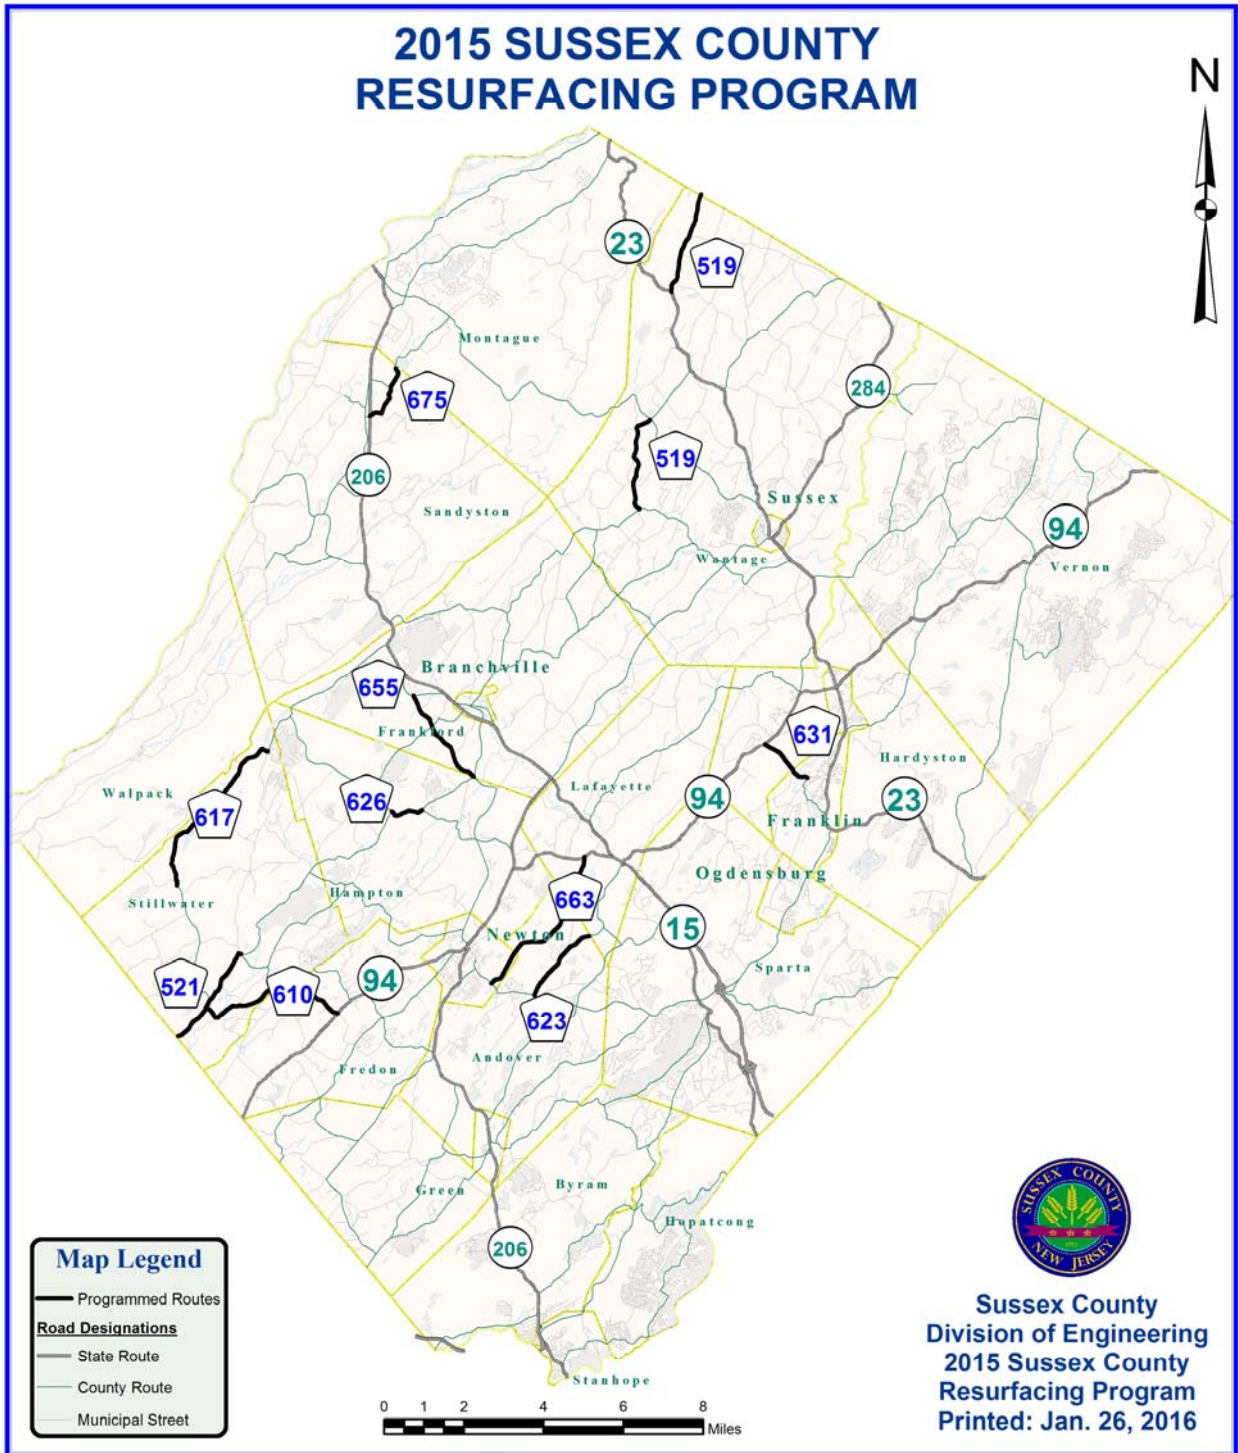 2015 SUSSEX COUNTY
RESURFACING PROGRAM
N
23
519
Montague
675
284
519
206
Sussex
Sandyston
94
Wantage
Vernon
Branchville
655
Frankford
631
Hardyston
Lafayette
Walpack
626
94
23
617
Franklin
Ogdensburg
Hampton
663
Stillwater
15
Newton
Sparta
521
94
610
623
Andover
Fredon
Green
Byram
Hopatcong
206
Stanhope
Map Legend
Programmed Routes
Road Designations
State Route
County Route
Municipal Street
0 1 2 4 6 8
Miles
SUSSEX COUNTY
NEW JERSEY
Sussex County
Division of Engineering
2015 Sussex County
Resurfacing Program
Printed: Jan. 26, 2016